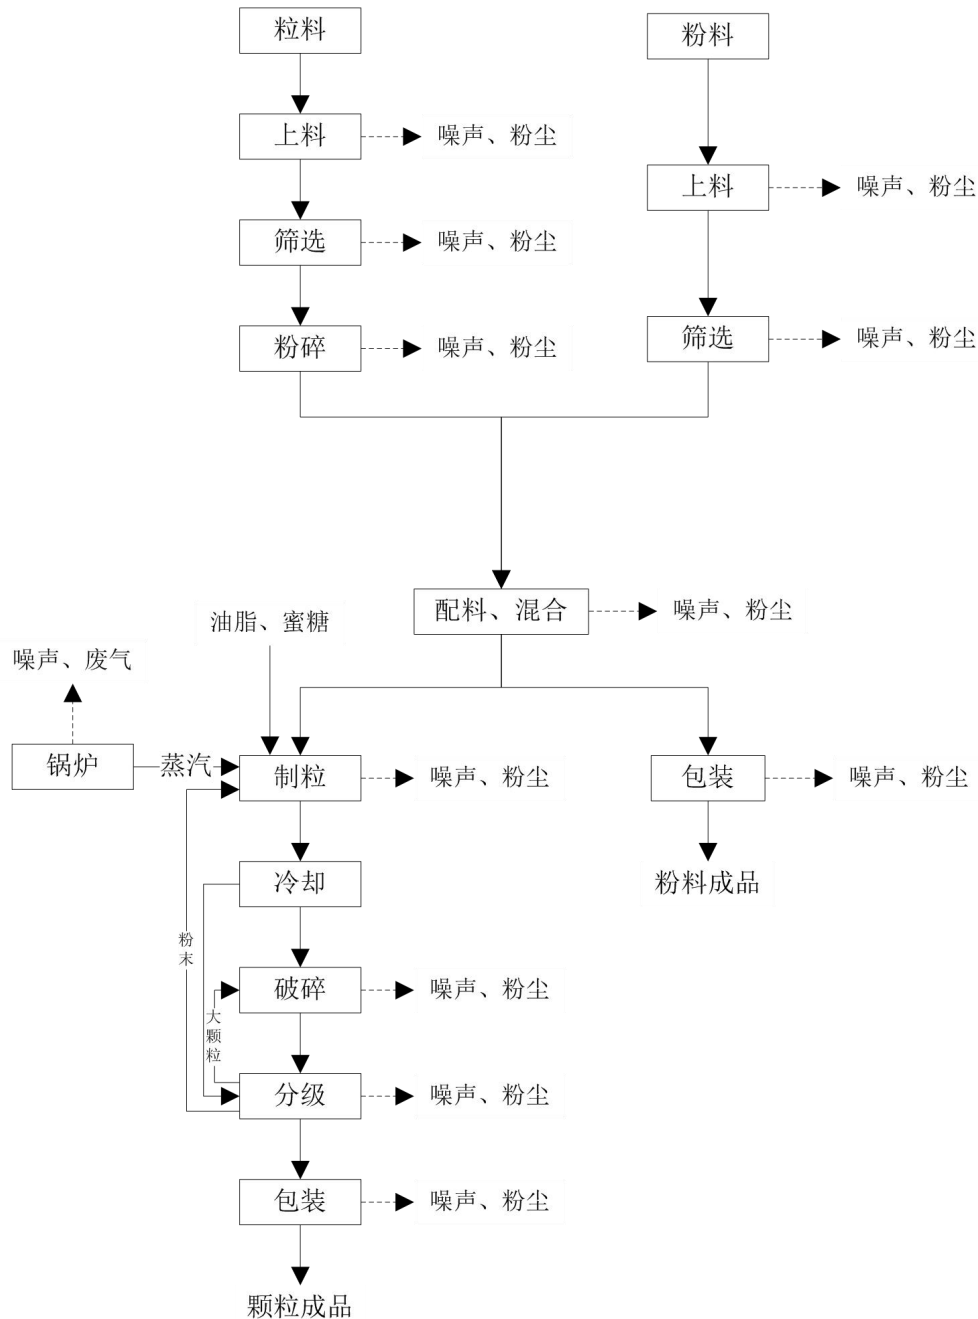 粒料
粉料
上料
噪声、粉尘
上料
噪声、粉尘
筛选
噪声、粉尘
粉碎
噪声、粉尘
筛选
噪声、粉尘
配料、混合
噪声、粉尘
油脂、蜜糖
噪声、废气
锅炉
蒸汽
制粒
噪声、粉尘
包装
噪声、粉尘
冷却
粉料成品
粉末
破碎
噪声、粉尘
大颗粒
分级
噪声、粉尘
包装
噪声、粉尘
颗粒成品